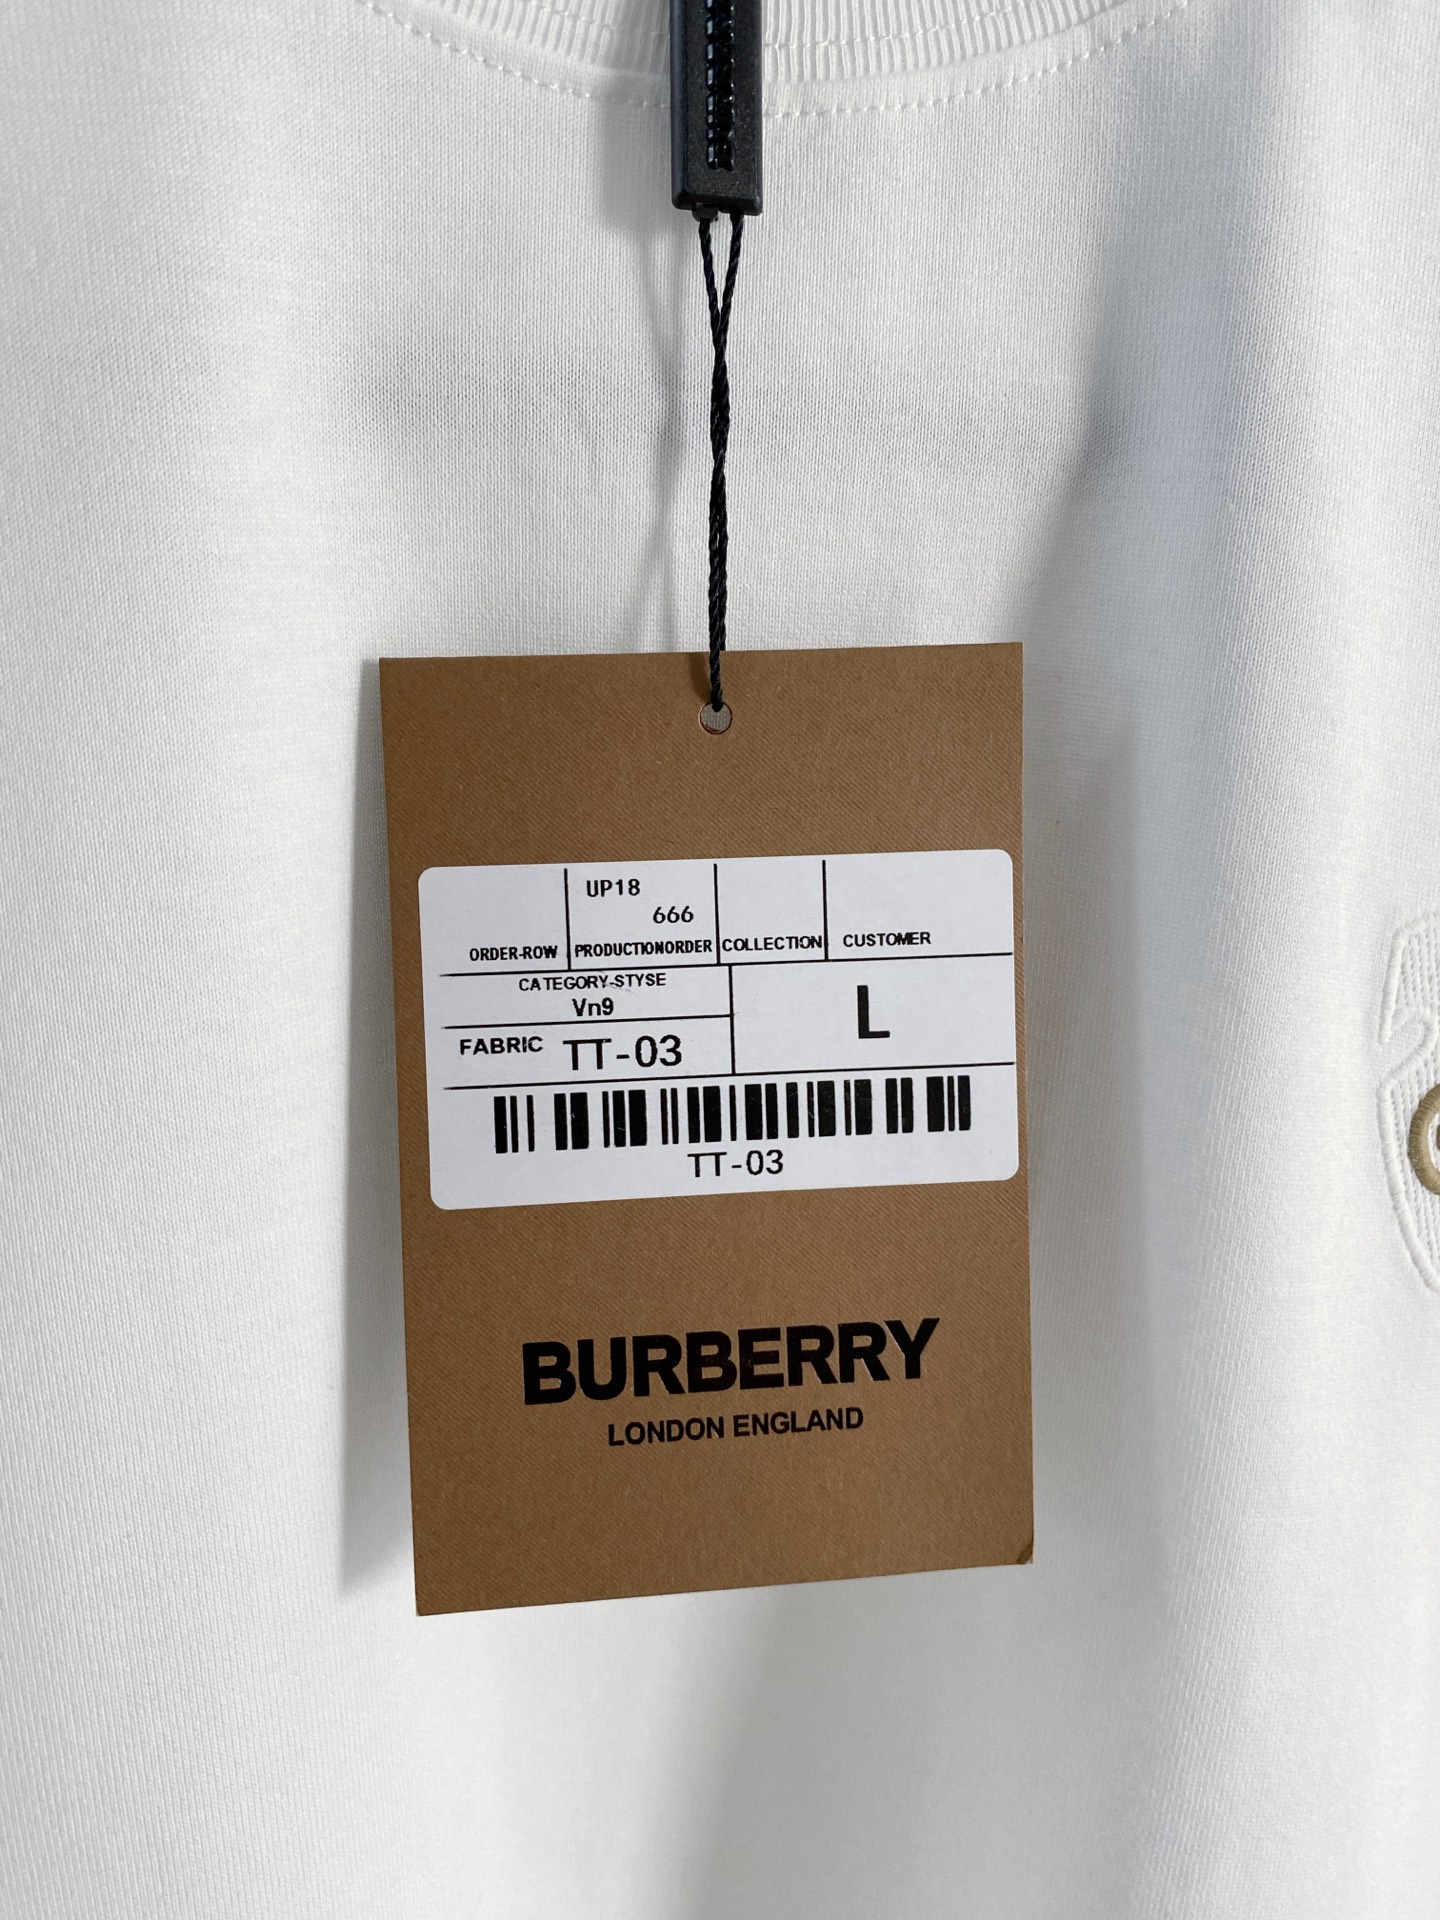 UP18
666
ORDER-ROW PRODUCTIONORDER COLLECTION CUSTOMER
CATEGORY-STYSE
Vn9
L
FABRIC TT-03
TT-03
BURBERRY
LONDON ENGLAND